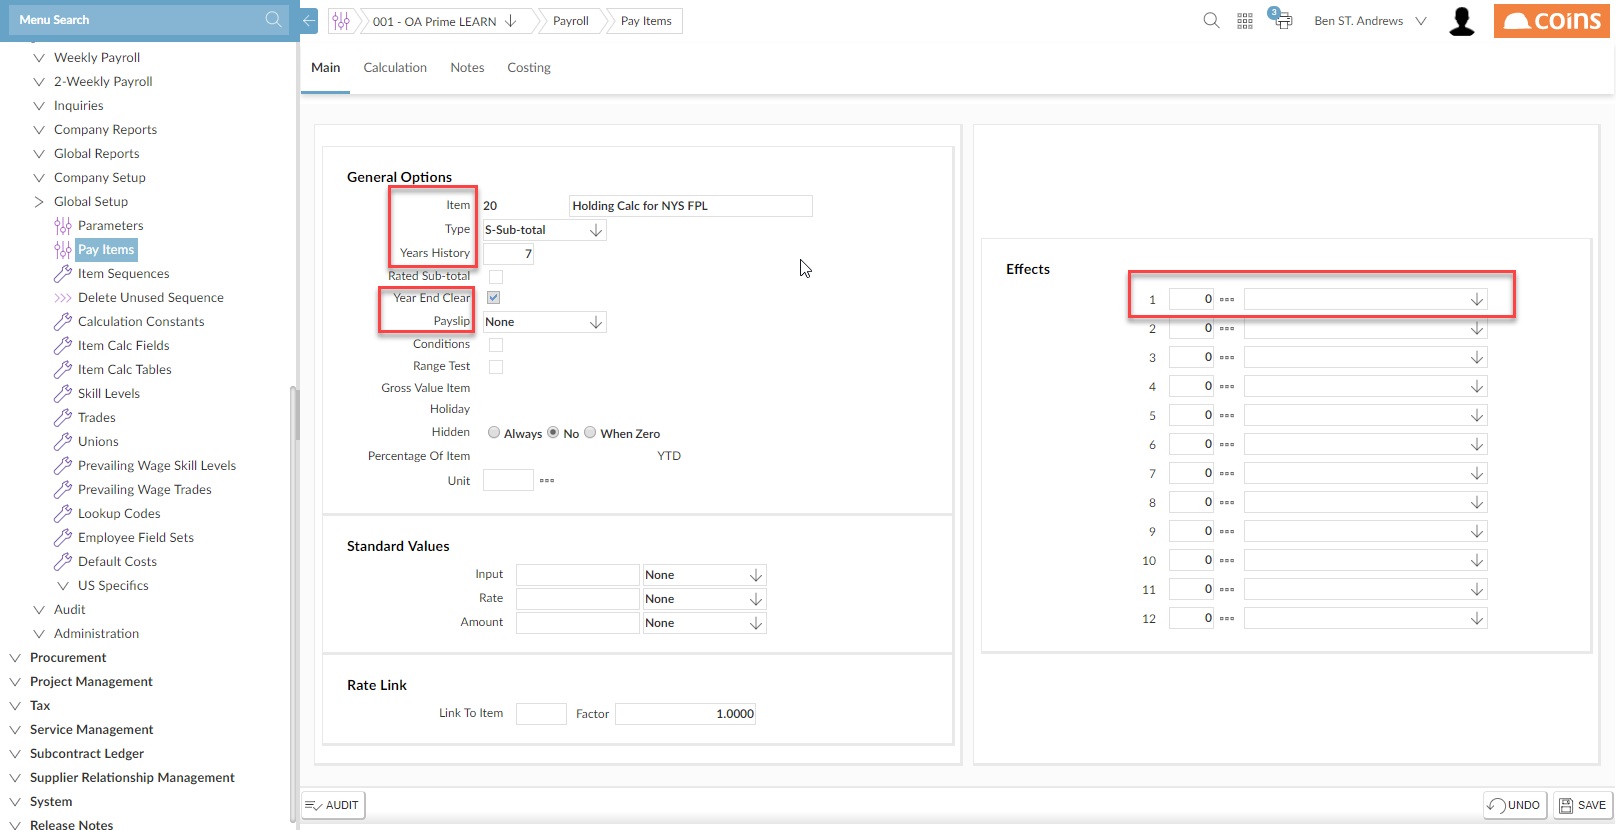 Menu Search
001 - OA Prime LEARN
Payroll
Pay Items
3
Ben ST. Andrews
coins
Weekly Payroll
2-Weekly Payroll
Inquiries
Company Reports
Global Reports
Company Setup
Global Setup
Parameters
Pay Items
Item Sequences
Delete Unused Sequence
Calculation Constants
Item Calc Fields
Item Calc Tables
Skill Levels
Trades
Unions
Prevailing Wage Skill Levels
Prevailing Wage Trades
Lookup Codes
Employee Field Sets
Default Costs
US Specifics
Audit
Administration
Procurement
Project Management
Tax
Service Management
Subcontract Ledger
Supplier Relationship Management
System
Release Notes
Main Calculation Notes Costing
General Options
Item 20 Holding Calc for NYS FPL
Type S-Sub-total
Years History 7
Rated Sub-total
Year End Clear
Payslip None
Conditions
Range Test
Gross Value Item
Holiday
Hidden Always No When Zero
Percentage Of Item YTD
Unit
Standard Values
Input None
Rate None
Amount None
Rate Link
Link To Item Factor 1.0000
Effects
1 0
2 0
3 0
4 0
5 0
6 0
7 0
8 0
9 0
10 0
11 0
12 0
AUDIT
UNDO
SAVE